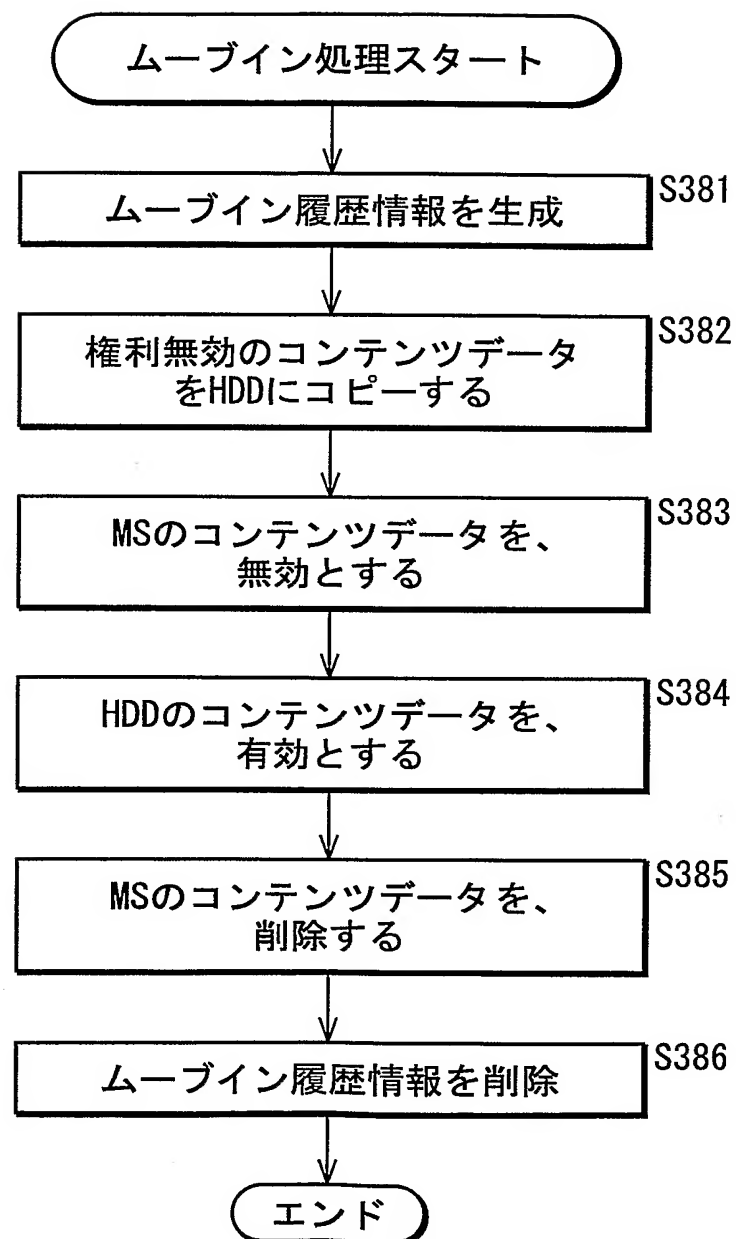 ムーブイン処理スタート
S381
ムーブイン履歴情報を生成
S382
権利無効のコンテンツデータ
をHDDにコピーする
S383
MSのコンテンツデータを、
無効とする
S384
HDDのコンテンツデータを、
有効とする
S385
MSのコンテンツデータを、
削除する
S386
ムーブイン履歴情報を削除
エンド